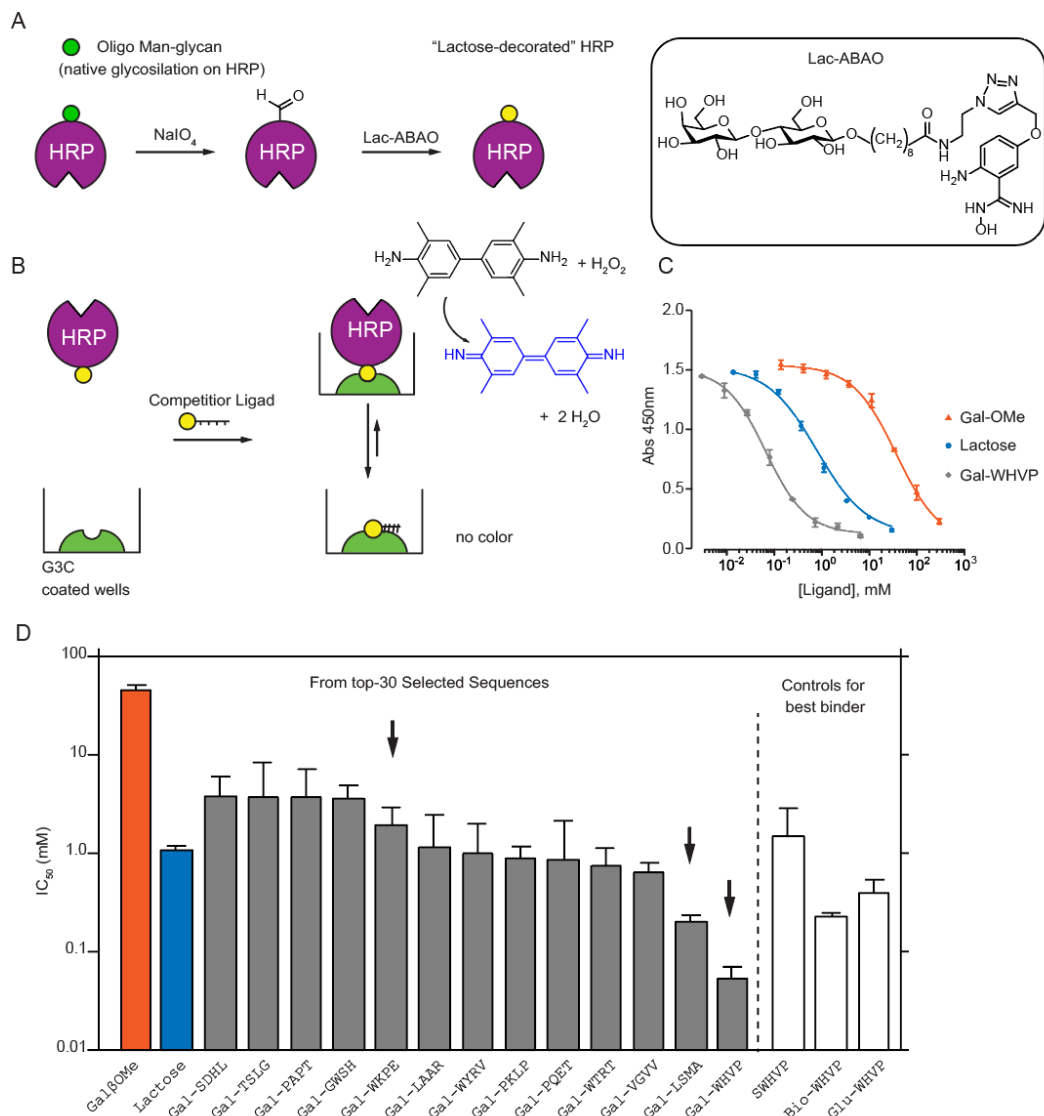 A
Oligo Man-glycan
(native glycosilation on HRP)
"Lactose-decorated" HRP
HRP
NaIO4
H
O
HRP
Lac-ABAO
HRP
Lac-ABAO
HO OH
HO
OH
O
O
OH
O
HO
OH
O
(CH2)8
O
N
H
N
N
N
O
H2N
HN
OH
NH
B
HRP
Competitior Ligad
G3C
coated wells
HRP
H2N
NH2
+ H2O2
HN
NH
+ 2 H2O
no color
C
Abs 450nm
2.0
1.5
1.0
0.5
0.0
10-2
10-1
100
101
102
103
[Ligand], mM
Gal-OMe
Lactose
Gal-WHVP
D
IC50 (mM)
100
10
1.0
0.1
0.01
From top-30 Selected Sequences
Controls for
best binder
GalβOMe
Lactose
Gal-SDHL
Gal-TSLG
Gal-PAPT
Gal-GWSH
Gal-WKPE
Gal-LAAR
Gal-WYRV
Gal-PKLP
Gal-PQET
Gal-WTRT
Gal-VGVV
Gal-LSMA
Gal-WHVP
SWHVP
Bio-WHVP
Glu-WHVP